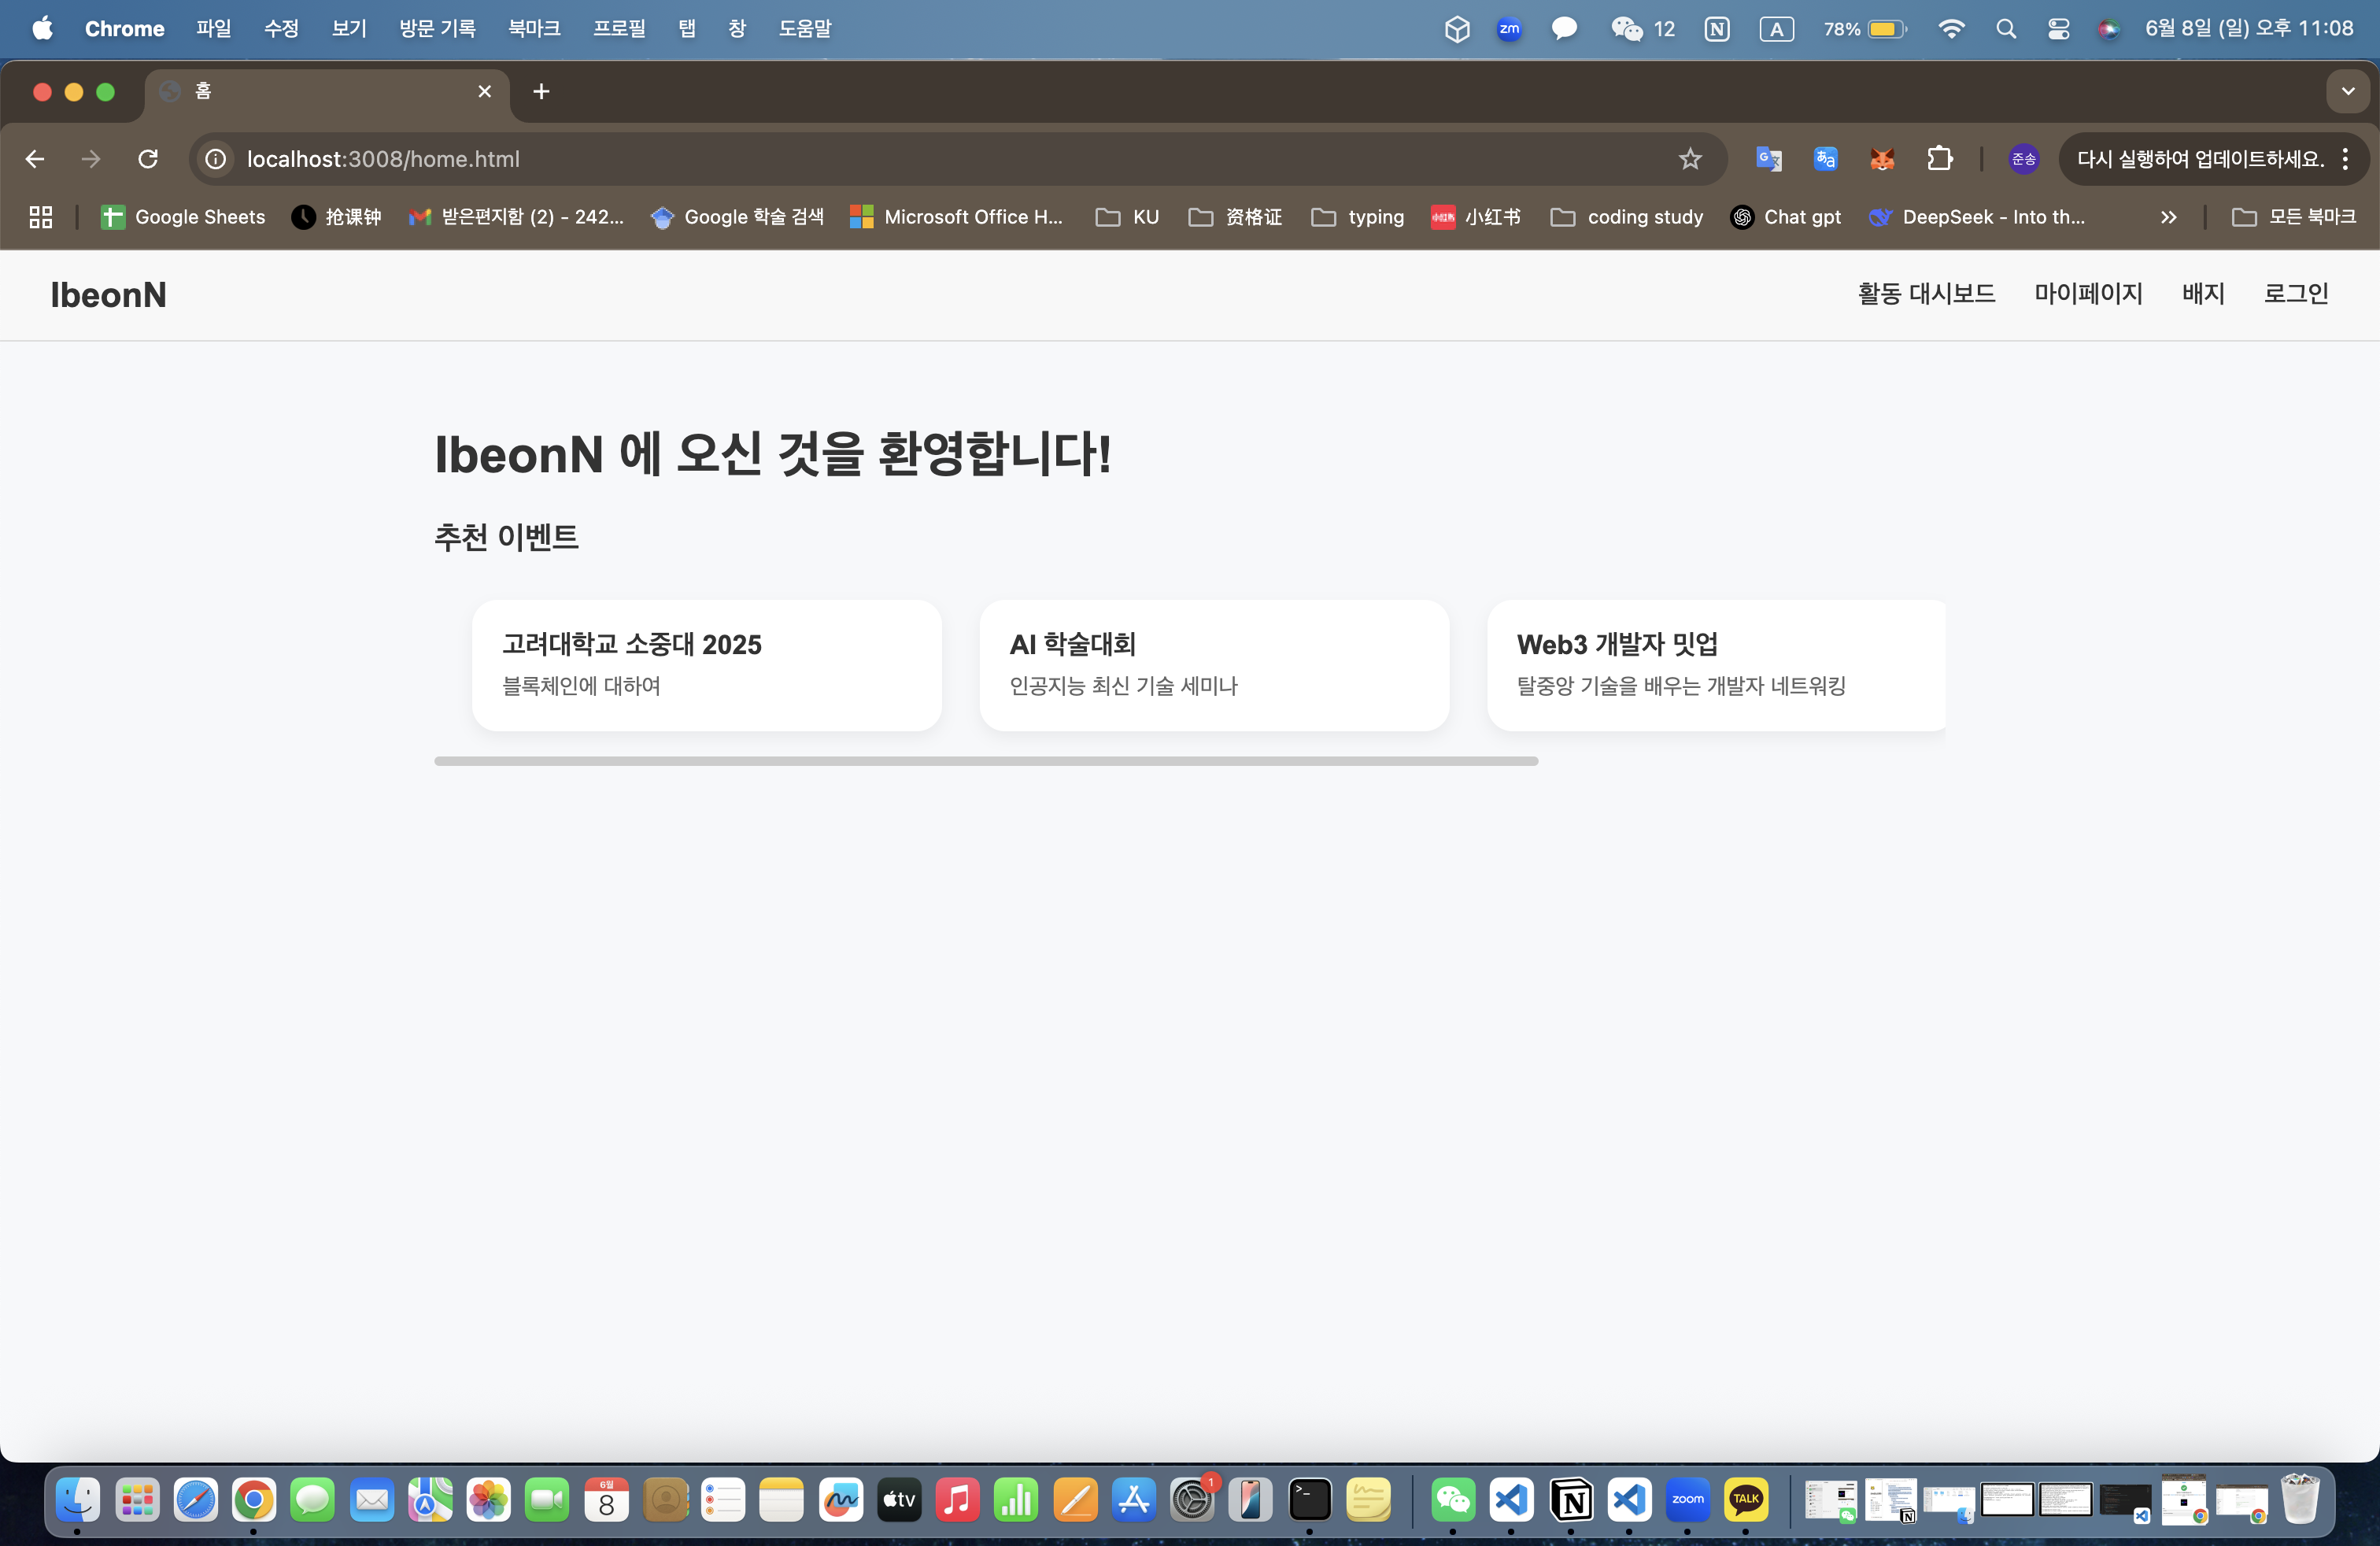 Chrome 파일 수정 보기 방문 기록 북마크 프로필 탭 창 도움말 zm 12 N A 78% 6월 8일 (일) 오후 11:08
홈
localhost:3008/home.html 준송 다시 실행하여 업데이트하세요.
Google Sheets 抢课钟 받은편지함 (2) - 242... Google 학술 검색 Microsoft Office H... KU 资格证 typing 小红书 小红书 coding study Chat gpt DeepSeek - Into th... 모든 북마크
IbeonN 활동 대시보드 마이페이지 배지 로그인
IbeonN 에 오신 것을 환영합니다!
추천 이벤트
고려대학교 소중대 2025
블록체인에 대하여
AI 학술대회
인공지능 최신 기술 세미나
Web3 개발자 밋업
탈중앙 기술을 배우는 개발자 네트워킹
6월
8
tv
1
zoom
TALK